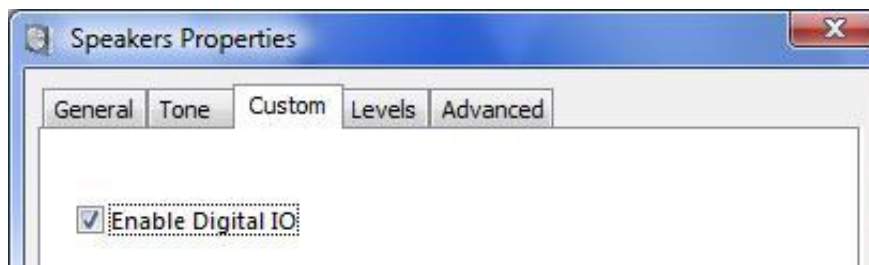 Speakers Properties
General Tone Custom Levels Advanced
Enable Digital IO